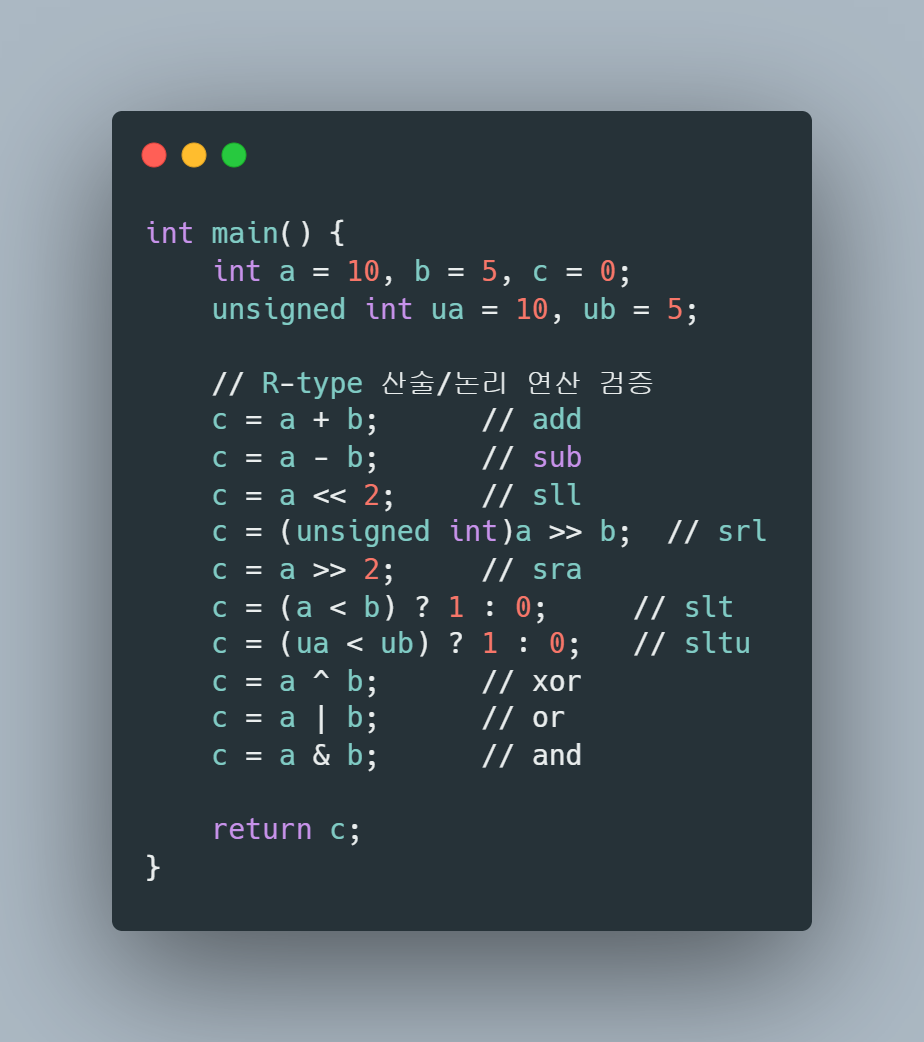 int main() {
    int a = 10, b = 5, c = 0;
    unsigned int ua = 10, ub = 5;

    // R-type 산술/논리 연산 검증
    c = a + b;      // add
    c = a - b;      // sub
    c = a << 2;     // sll
    c = (unsigned int)a >> b;  // srl
    c = a >> 2;     // sra
    c = (a < b) ? 1 : 0;     // slt
    c = (ua < ub) ? 1 : 0;   // sltu
    c = a ^ b;      // xor
    c = a | b;      // or
    c = a & b;      // and

    return c;
}